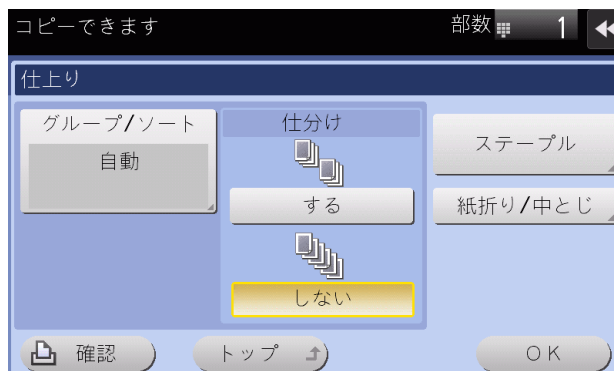 コピーできます
部数 1
仕上り
グループ/ソート
自動
仕分け
する
しない
ステープル
紙折り/中とじ
確認
トップ
OK